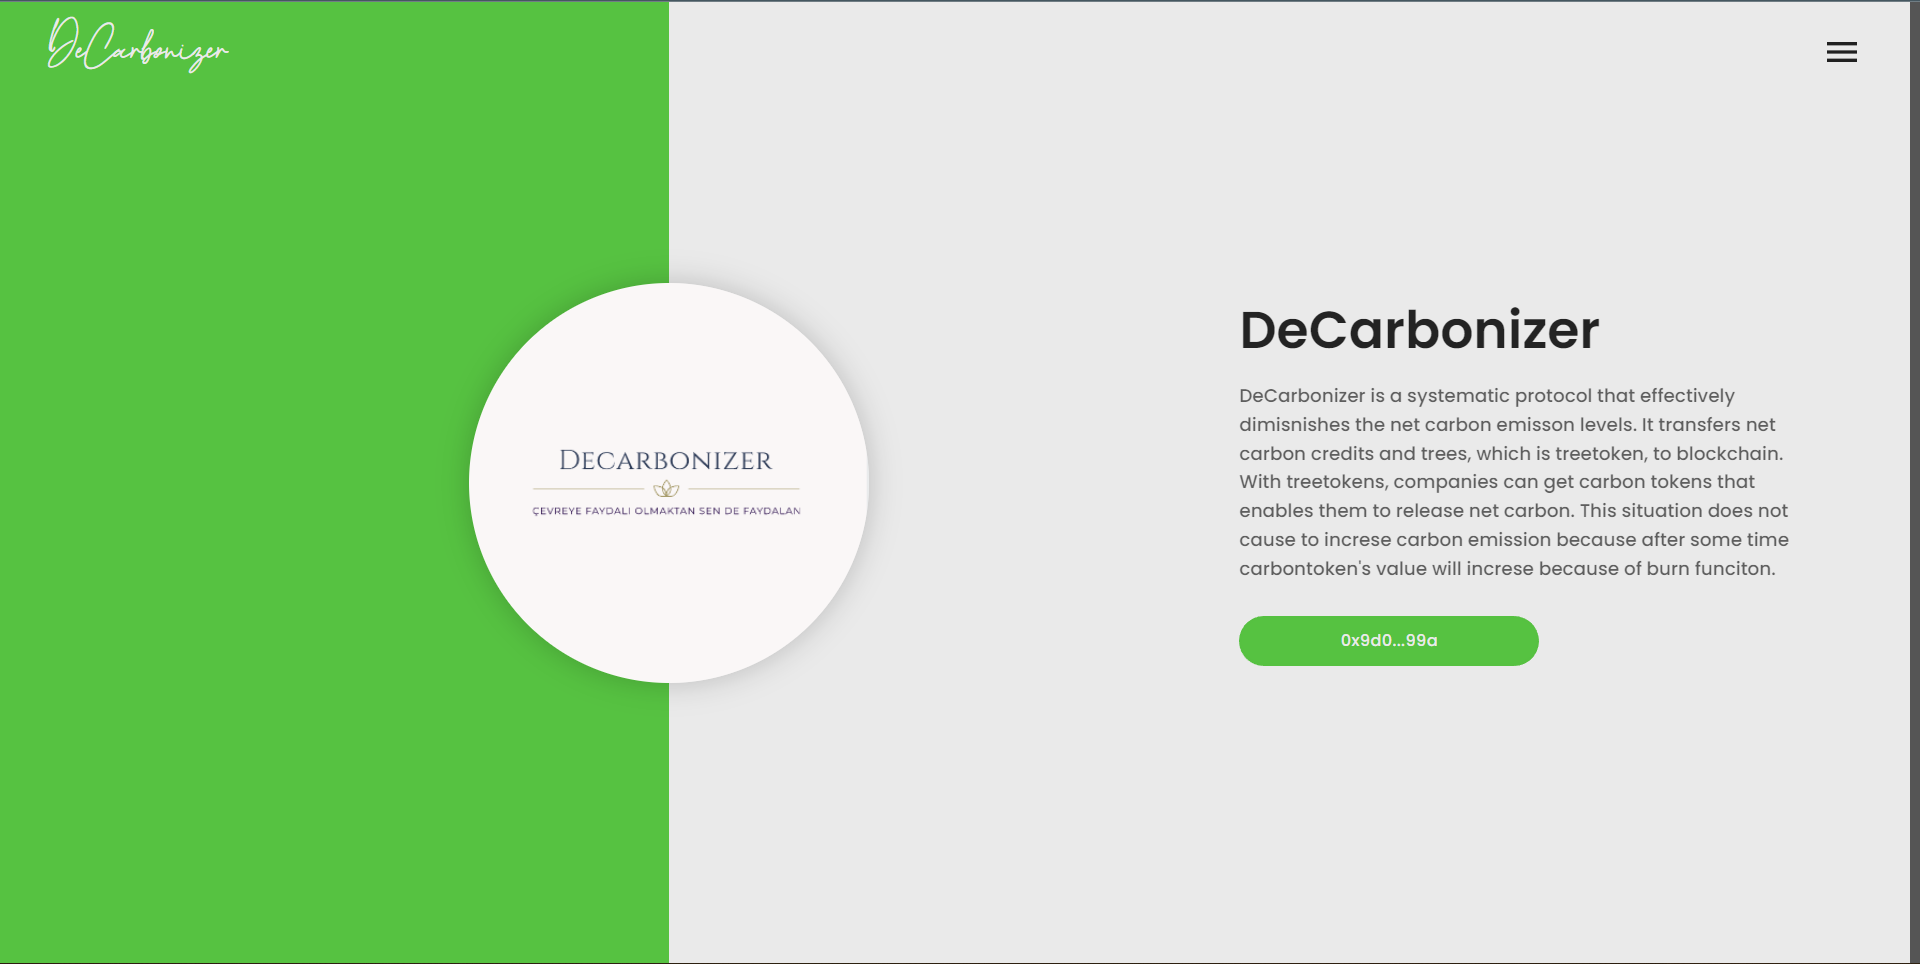 DeCarbonizer
DECARBONIZER
ÇEVREYE FAYDALI OLMAKTAN SEN DE FAYDALAN
DeCarbonizer
DeCarbonizer is a systematic protocol that effectively
dimisnishes the net carbon emisson levels. It transfers net
carbon credits and trees, which is treetoken, to blockchain.
With treetokens, companies can get carbon tokens that
enables them to release net carbon. This situation does not
cause to increse carbon emission because after some time
carbontoken's value will increse because of burn funciton.
0x9d0...99a